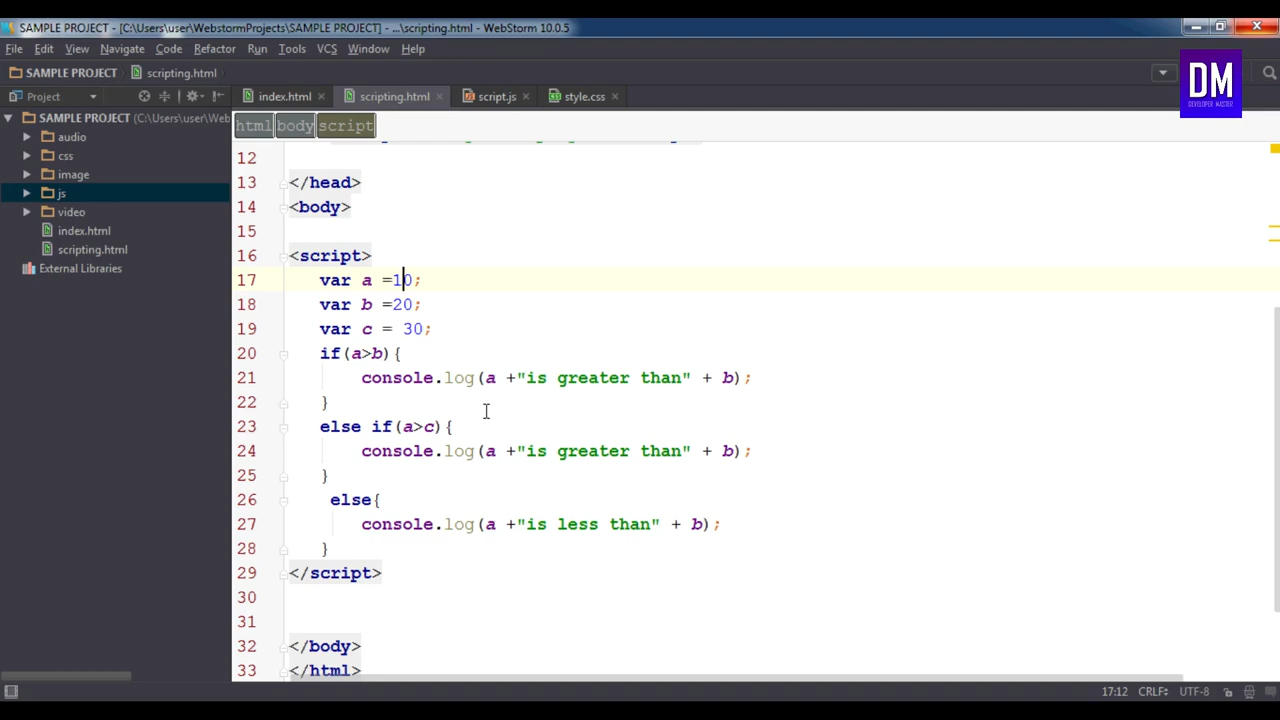 SAMPLE PROJECT - [C:\Users\user\WebstormProjects\SAMPLE PROJECT] - ...\scripting.html - WebStorm 10.0.5
File Edit View Navigate Code Refactor Run Tools VCS Window Help
SAMPLE PROJECT scripting.html
DM
DEVELOPER MASTER
Project index.html scripting.html script.js style.css
SAMPLE PROJECT (C:\Users\user\Web
audio
css
image
js
video
index.html
scripting.html
External Libraries
html body script
12
13 </head>
14 <body>
15
16 <script>
17 var a =10;
18 var b =20;
19 var c = 30;
20 if(a>b){
21 console.log(a +"is greater than" + b);
22 }
23 else if(a>c){
24 console.log(a +"is greater than" + b);
25 }
26 else{
27 console.log(a +"is less than" + b);
28 }
29 </script>
30
31
32 </body>
33 </html>
17:12 CRLF UTF-8